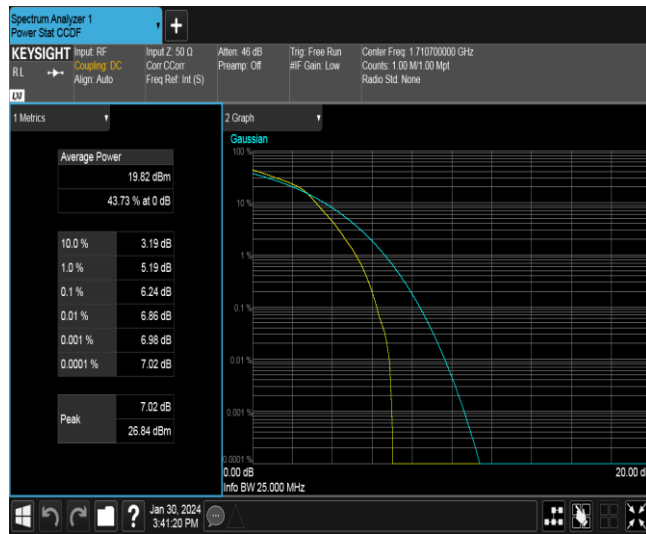 Spectrum Analyzer 1
Power Stat CCDF
+
KEYSIGHT
RL
LXI
Input: RF
Coupling: DC
Align: Auto
Input Z: 50 Ω
Corr CCorr
Freq Ref: Int (S)
Atten: 46 dB
Preamp: Off
Trig: Free Run
#IF Gain: Low
Center Freq: 1.710700000 GHz
Counts: 1.00 M/1.00 Mpt
Radio Std: None
1 Metrics
Average Power
19.82 dBm
43.73 % at 0 dB
10.0 % 3.19 dB
1.0 % 5.19 dB
0.1 % 6.24 dB
0.01 % 6.86 dB
0.001 % 6.98 dB
0.0001 % 7.02 dB
Peak
7.02 dB
26.84 dBm
2 Graph
Gaussian
100 %
10 %
1 %
0.1 %
0.01 %
0.001 %
0.0001 %
0.00 dB
20.00 d
Info BW 25.000 MHz
?
Jan 30, 2024
3:41:20 PM